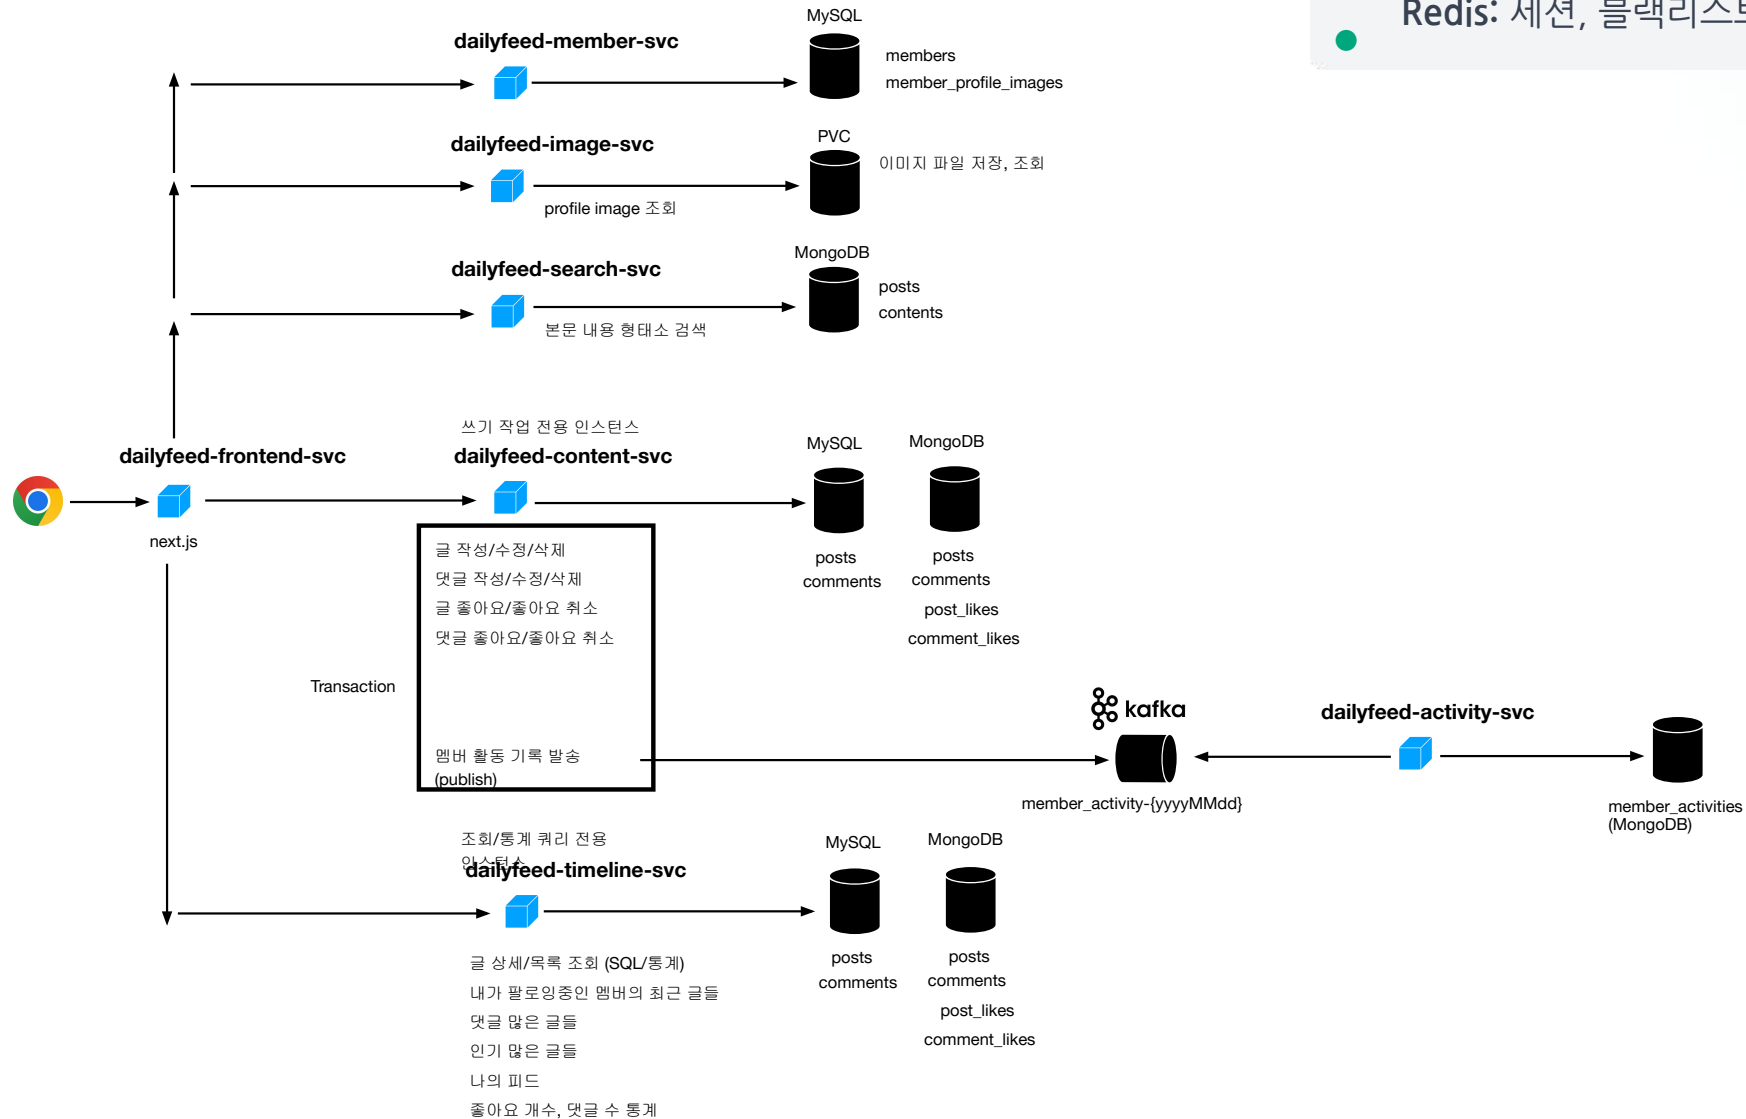 Redis: 세션, 블랙리스트
MySQL
dailyfeed-member-svc
members
member_profile_images
dailyfeed-image-svc
PVC
이미지 파일 저장, 조회
profile image 조회
dailyfeed-search-svc
MongoDB
posts
contents
본문 내용 형태소 검색
쓰기 작업 전용 인스턴스
dailyfeed-frontend-svc
dailyfeed-content-svc
MySQL
MongoDB
next.js
글 작성/수정/삭제
댓글 작성/수정/삭제
글 좋아요/좋아요 취소
댓글 좋아요/좋아요 취소
posts
comments
posts
comments
post_likes
comment_likes
Transaction
멤버 활동 기록 발송
(publish)
kafka
member_activity-{yyyyMMdd}
dailyfeed-activity-svc
member_activities
(MongoDB)
조회/통계 쿼리 전용
인스턴스
dailyfeed-timeline-svc
MySQL
MongoDB
posts
comments
posts
comments
post_likes
comment_likes
글 상세/목록 조회 (SQL/통계)
내가 팔로잉중인 멤버의 최근 글들
댓글 많은 글들
인기 많은 글들
나의 피드
좋아요 개수, 댓글 수 통계